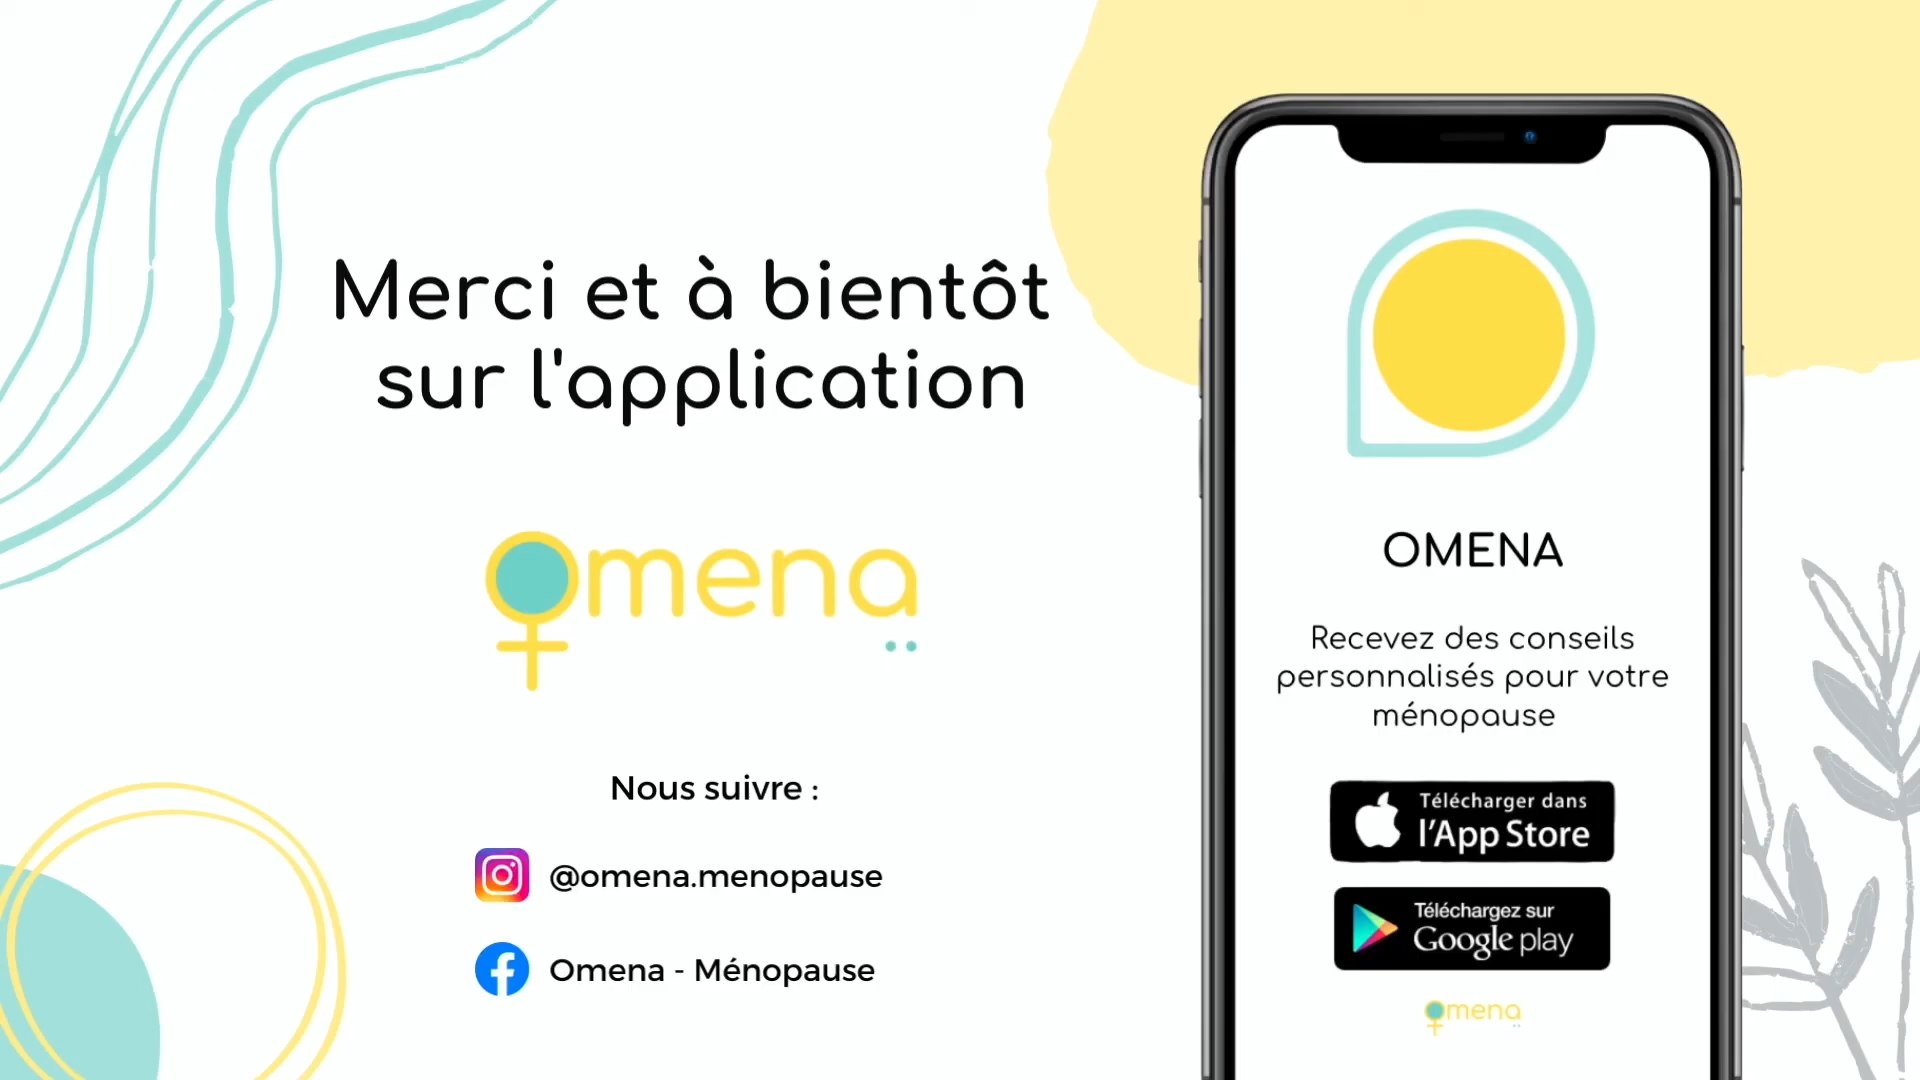 Merci et à bientôt
sur l'application
omena
Nous suivre :
@omena.menopause
Omena - Ménopause
OMENA
Recevez des conseils
personnalisés pour votre
ménopause
Télécharger dans
l'App Store
Téléchargez sur
Google play
omena